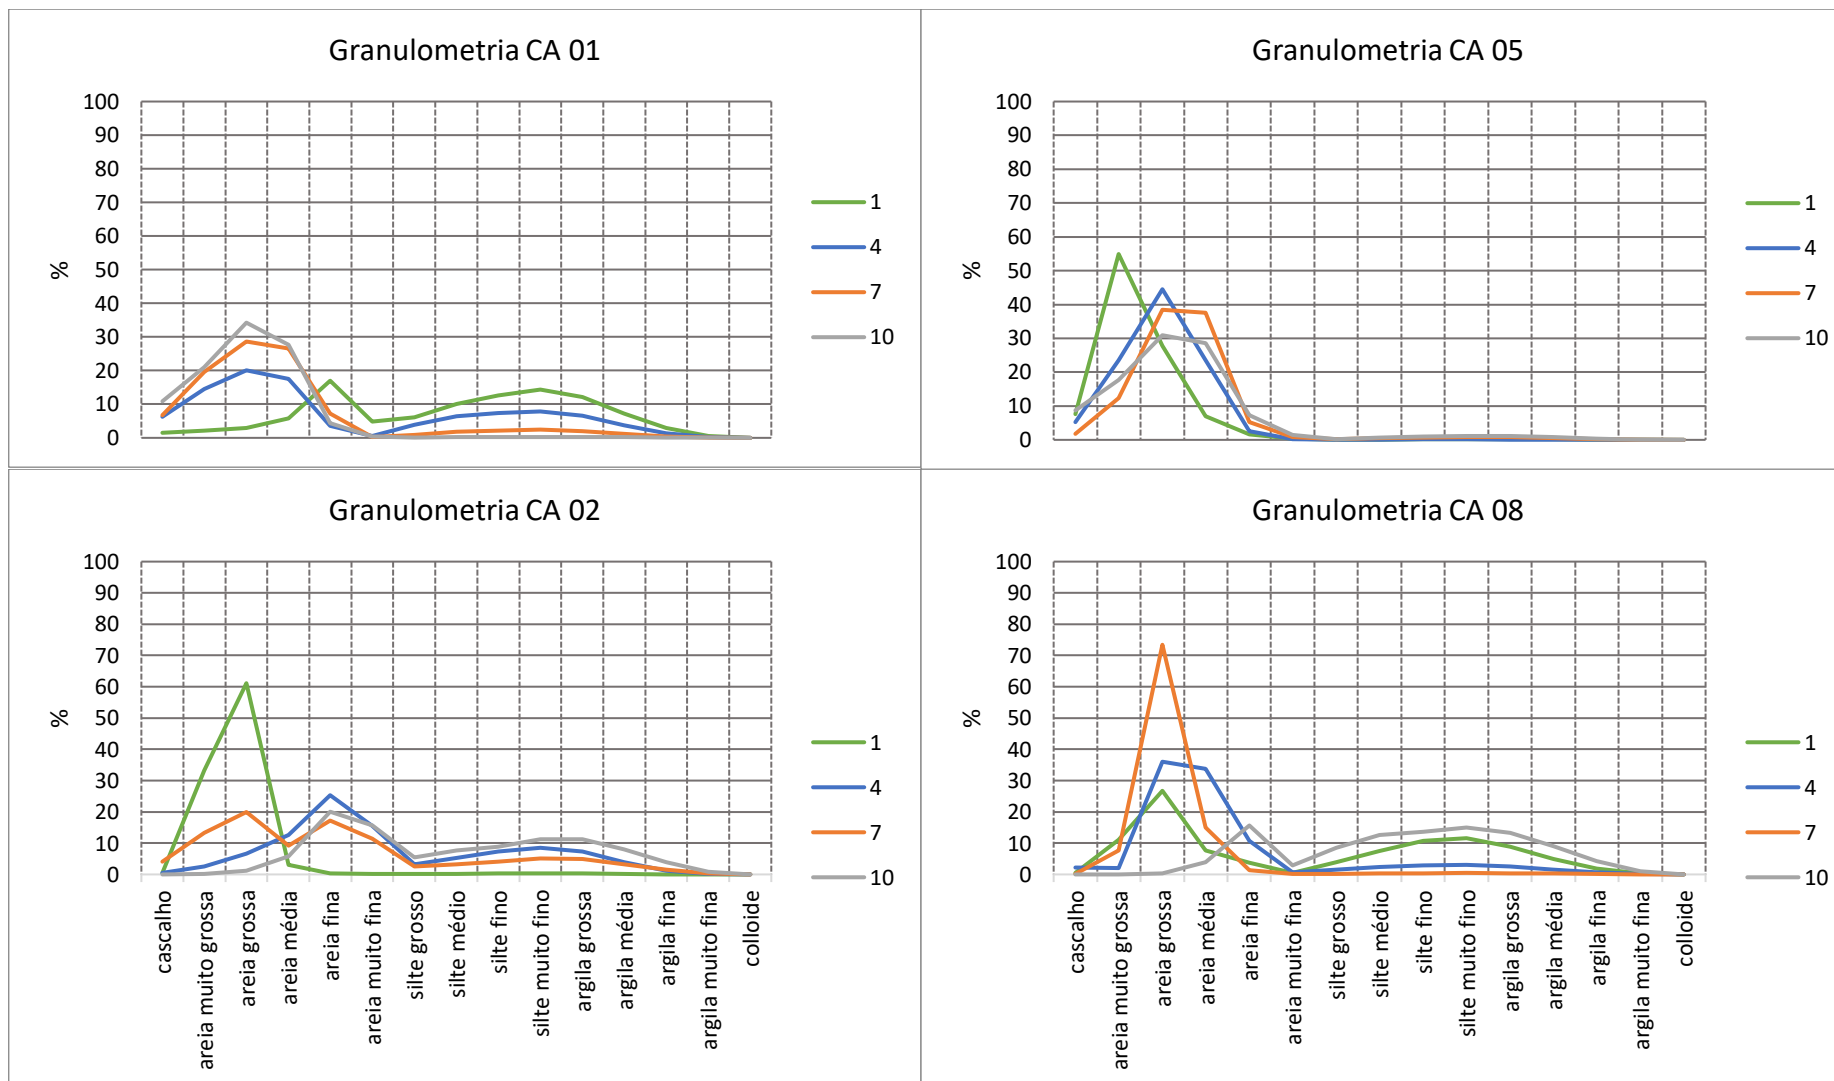 Granulometria CA 01
100
90
80
70
60
50
40
30
20
10
0
%
1
4
7
10
Granulometria CA 05
100
90
80
70
60
50
40
30
20
10
0
%
1
4
7
10
Granulometria CA 02
100
90
80
70
60
50
40
30
20
10
0
%
1
4
7
10
cascalho
areia muito grossa
areia grossa
areia média
areia fina
areia muito fina
silte grosso
silte médio
silte fino
silte muito fino
argila grossa
argila média
argila fina
argila muito fina
colloide
Granulometria CA 08
100
90
80
70
60
50
40
30
20
10
0
%
1
4
7
10
cascalho
areia muito grossa
areia grossa
areia média
areia fina
areia muito fina
silte grosso
silte médio
silte fino
silte muito fino
argila grossa
argila média
argila fina
argila muito fina
colloide